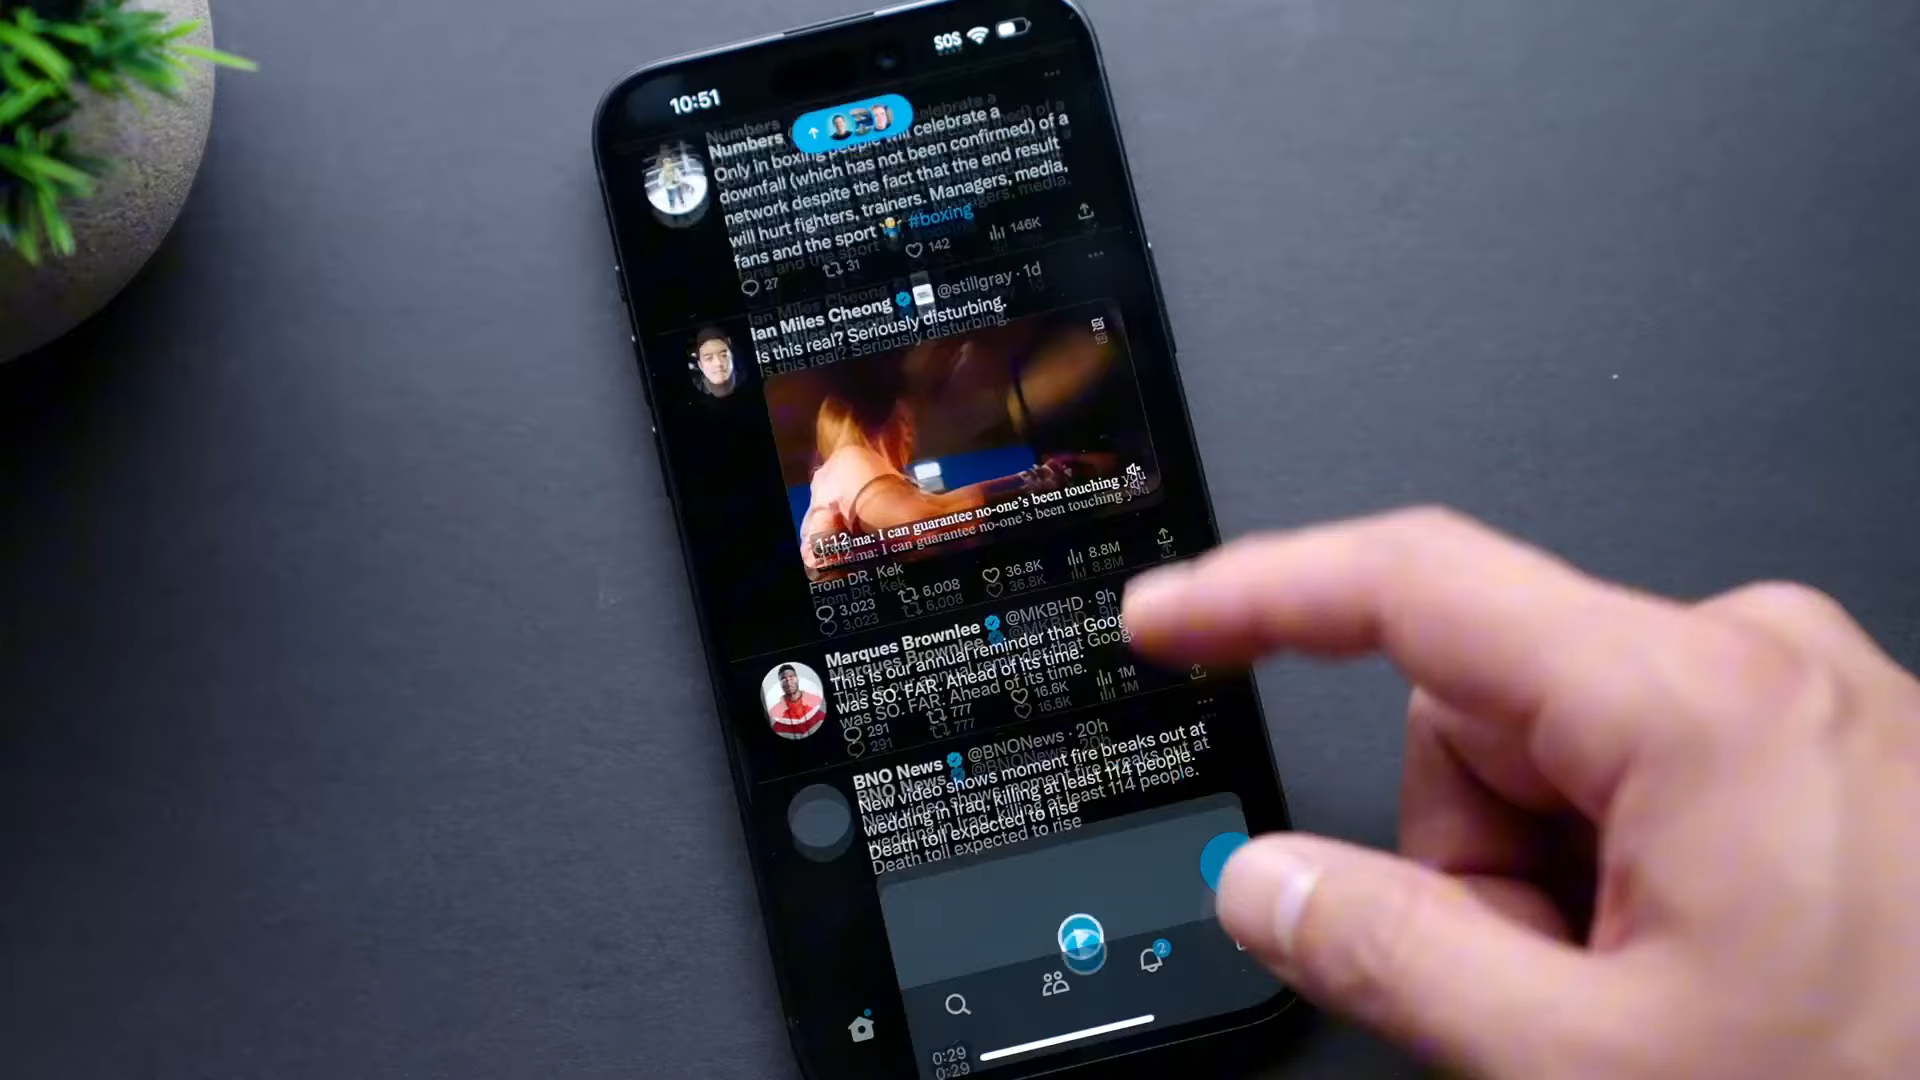 10:51
SOS
Numbers
Only in boxing people will celebrate a
downfall (which has not been confirmed) of a
network despite the fact that the end result
will hurt fighters, trainers. Managers, media,
fans and the sport #boxing
27 31 142 146K
Ian Miles Cheong @stillgray · 1d
Is this real? Seriously disturbing.
1:12
ma: I can guarantee no-one's been touching you
From DR. Kek
3,023 6,008 36.8K 8.8M
Marques Brownlee @MKBHD · 9h
This is our annual reminder that Goog
was SO. FAR. Ahead of its time.
291 777 16.6K 1M
BNO News @BNONews · 20h
New video shows moment fire breaks out at
wedding in Iraq, killing at least 114 people.
Death toll expected to rise
2
0:29